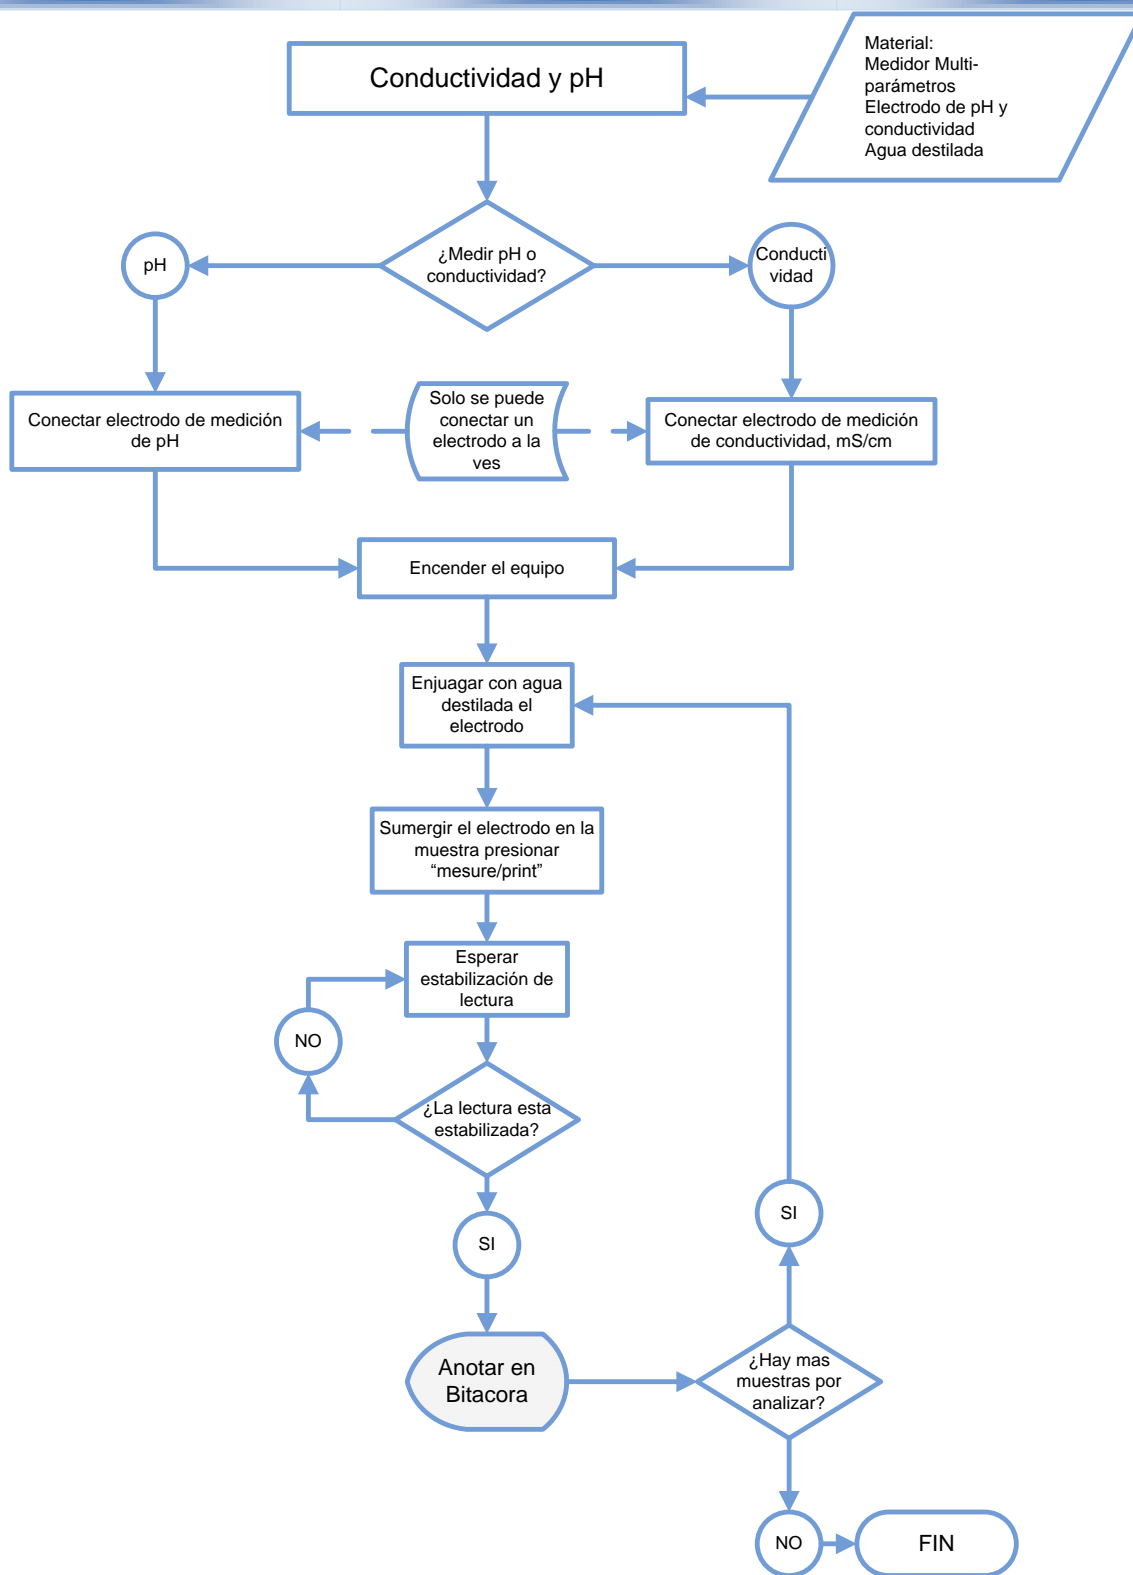 Conductividad y pH
Material:
Medidor Multi-
parámetros
Electrodo de pH y
conductividad
Agua destilada
¿Medir pH o
conductividad?
pH
Conducti
vidad
Conectar electrodo de medición
de pH
Solo se puede
conectar un
electrodo a la
ves
Conectar electrodo de medición
de conductividad, mS/cm
Encender el equipo
Enjuagar con agua
destilada el
electrodo
Sumergir el electrodo en la
muestra presionar
“mesure/print”
Esperar
estabilización de
lectura
NO
¿La lectura esta
estabilizada?
SI
Anotar en
Bitacora
¿Hay mas
muestras por
analizar?
SI
NO
FIN